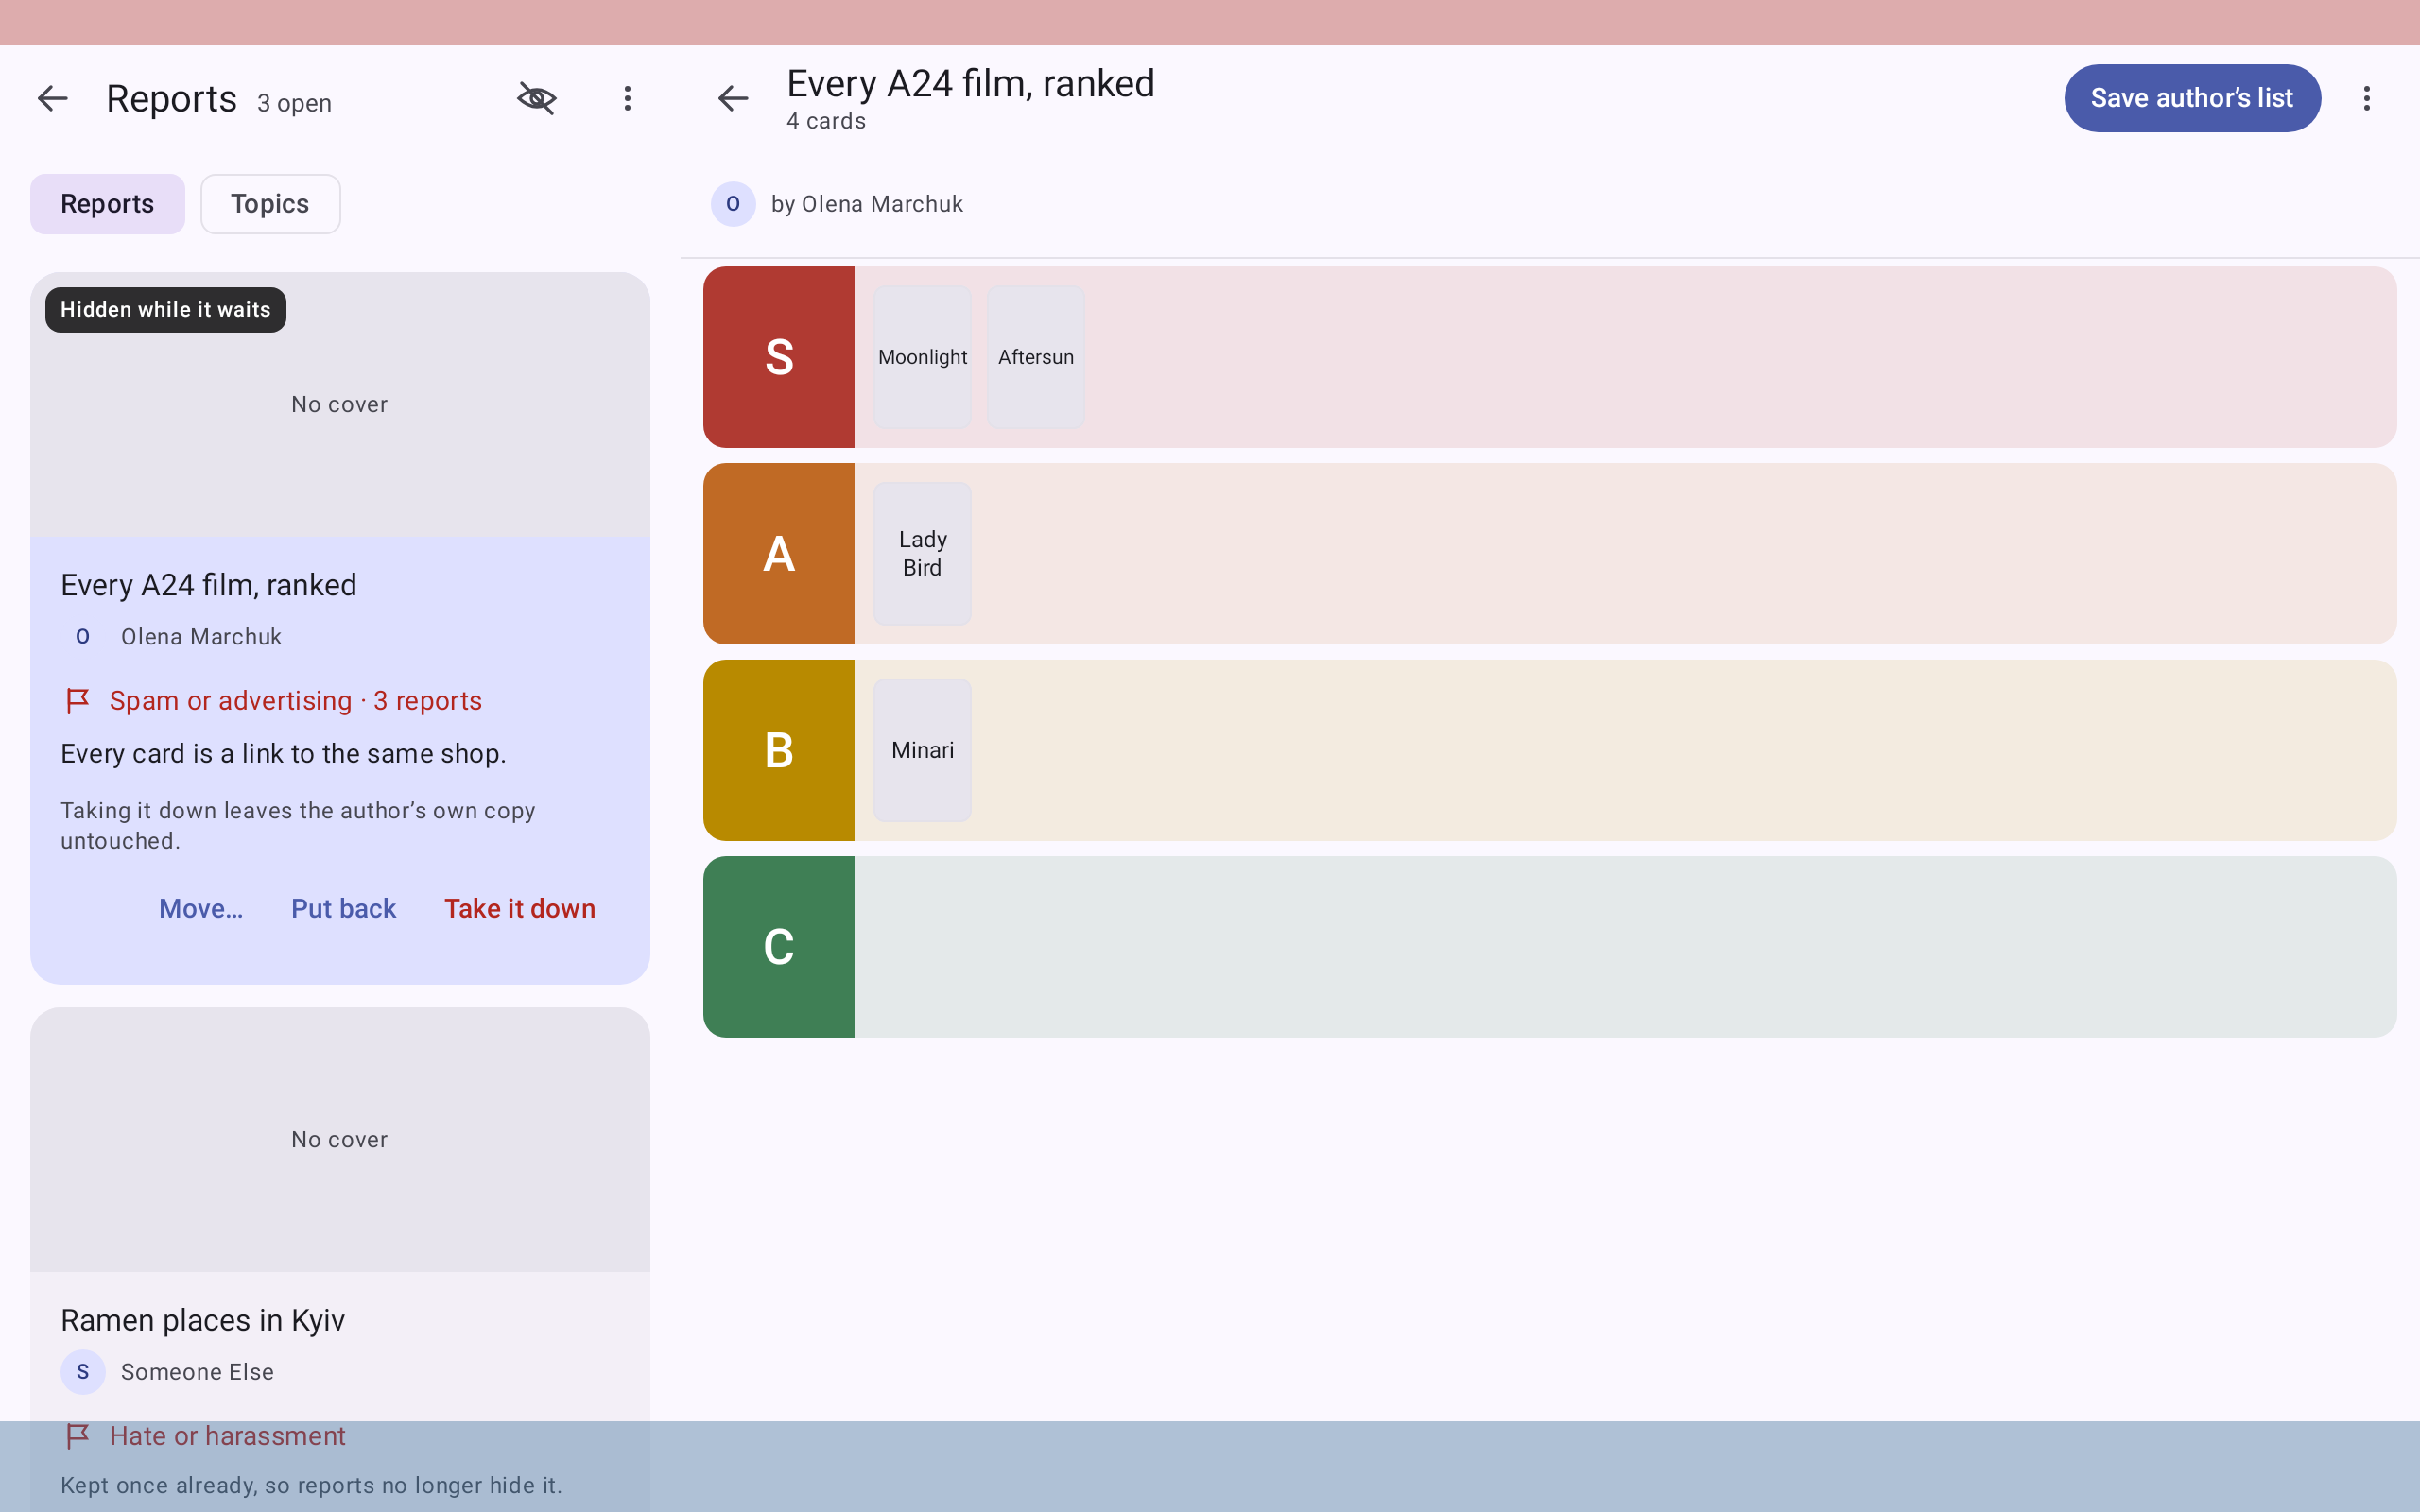 Reports 3 open
Reports
Topics
Hidden while it waits
No cover
Every A24 film, ranked
O Olena Marchuk
Spam or advertising · 3 reports
Every card is a link to the same shop.
Taking it down leaves the author’s own copy
untouched.
Move…
Put back
Take it down
No cover
Ramen places in Kyiv
S Someone Else
Hate or harassment
Kept once already, so reports no longer hide it.
Every A24 film, ranked
4 cards
Save author’s list
O by Olena Marchuk
S
Moonlight
Aftersun
A
Lady
Bird
B
Minari
C